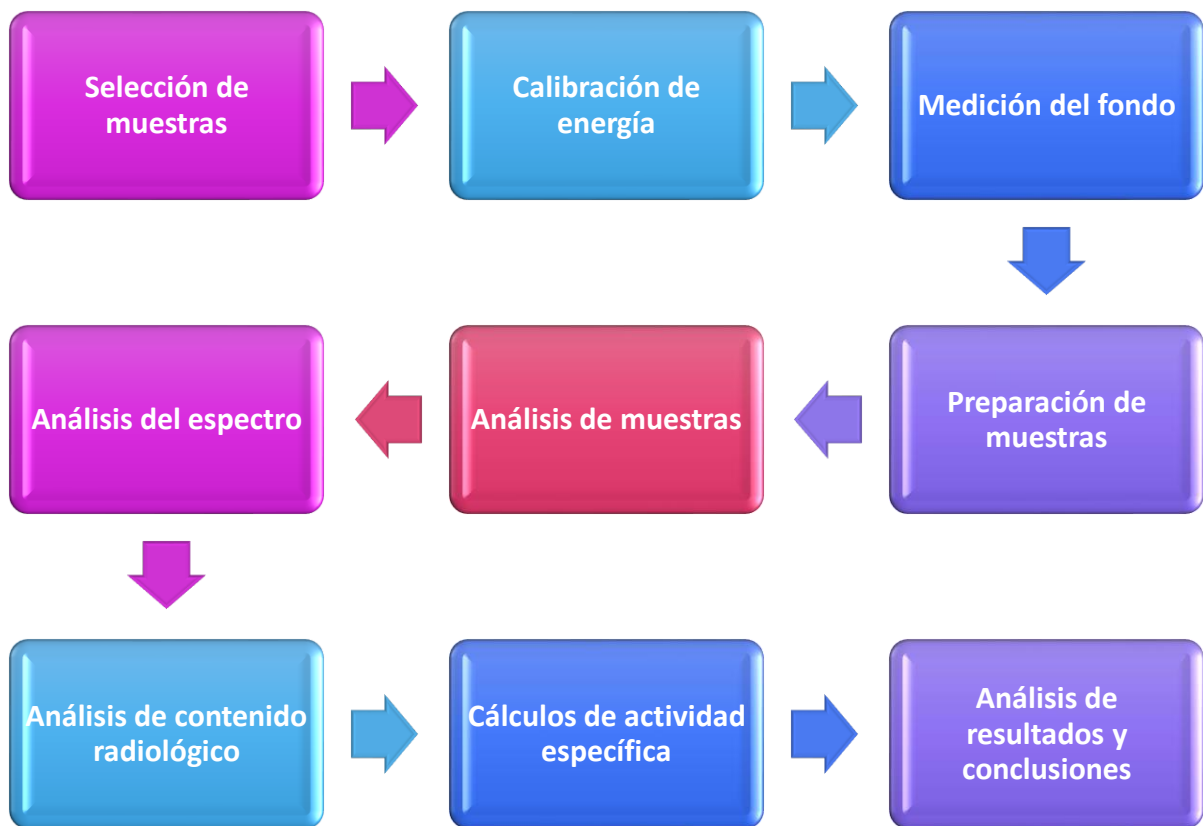 Selección de
muestras
Calibración de
energía
Medición del fondo
Preparación de
muestras
Análisis de muestras
Análisis del espectro
Análisis de contenido
radiológico
Cálculos de actividad
específica
Análisis de
resultados y
conclusiones